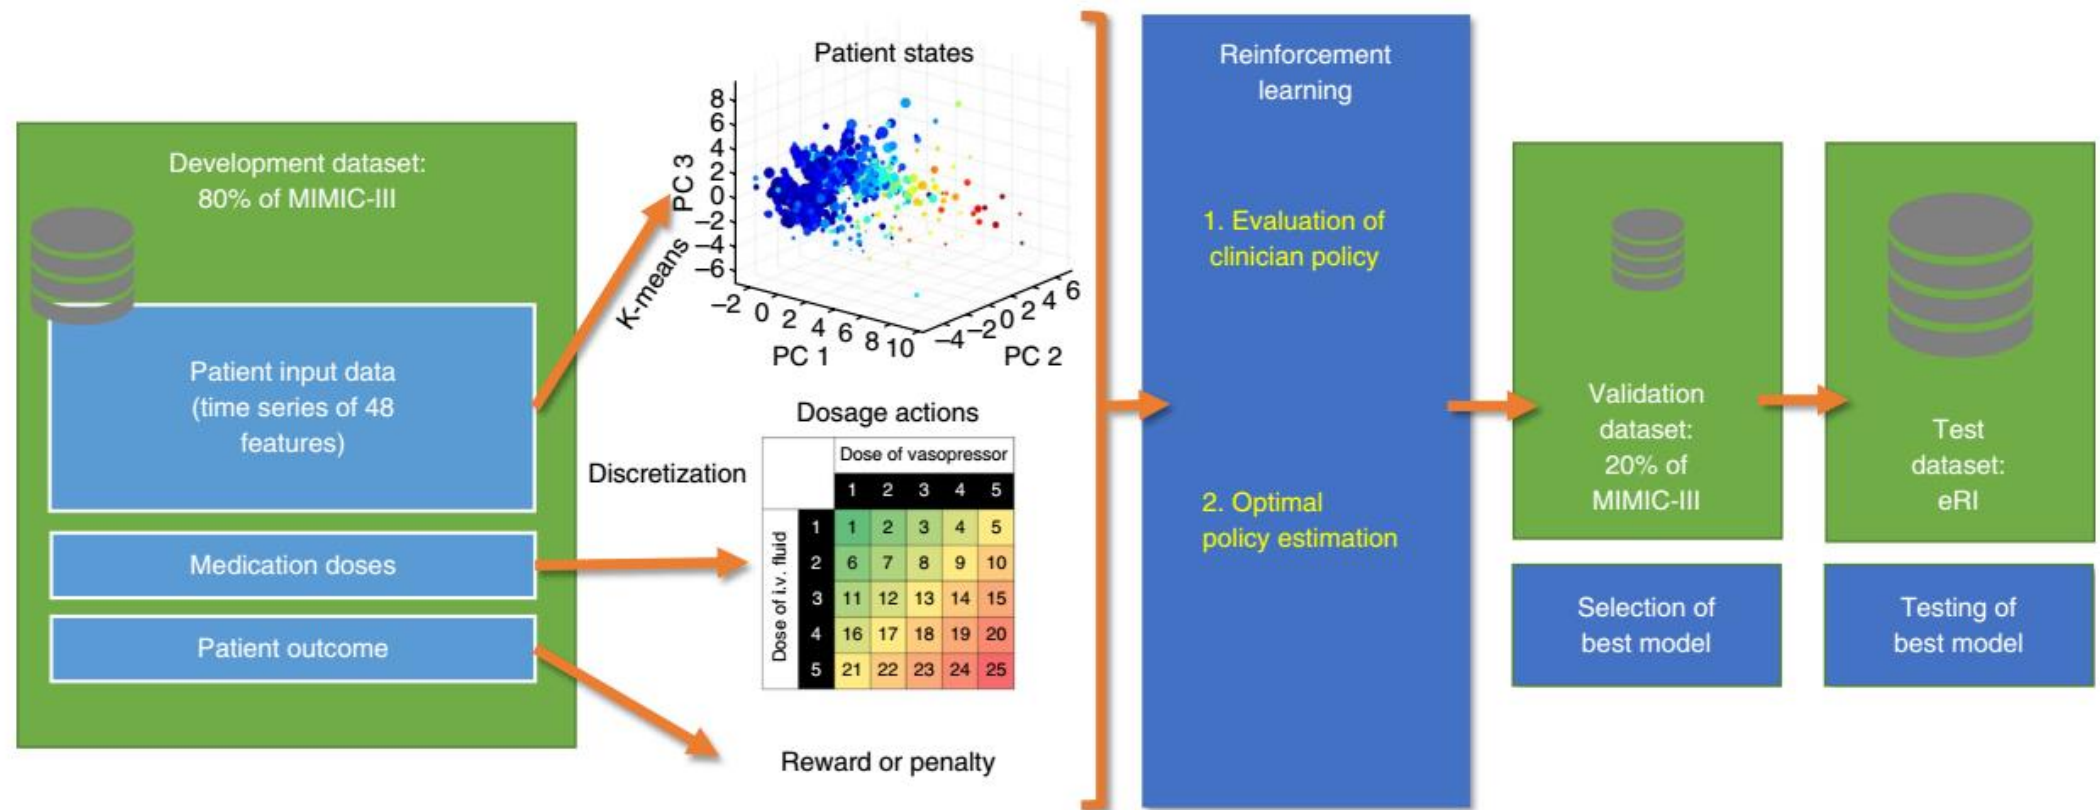 Development dataset:
80% of MIMIC-III
Patient input data
(time series of 48
features)
Medication doses
Patient outcome
K-means
Discretization
Patient states
PC 3
8
6
4
2
0
–2
–4
–6
–2 0 2 4 6 8 10
PC 1
–4 –2 0 2 4 6
PC 2
Dosage actions
Dose of vasopressor
1 2 3 4 5
Dose of i.v. fluid
1 1 2 3 4 5
2 6 7 8 9 10
3 11 12 13 14 15
4 16 17 18 19 20
5 21 22 23 24 25
Reward or penalty
Reinforcement
learning
1. Evaluation of
clinician policy
2. Optimal
policy estimation
Validation
dataset:
20% of
MIMIC-III
Selection of
best model
Test
dataset:
eRI
Testing of
best model